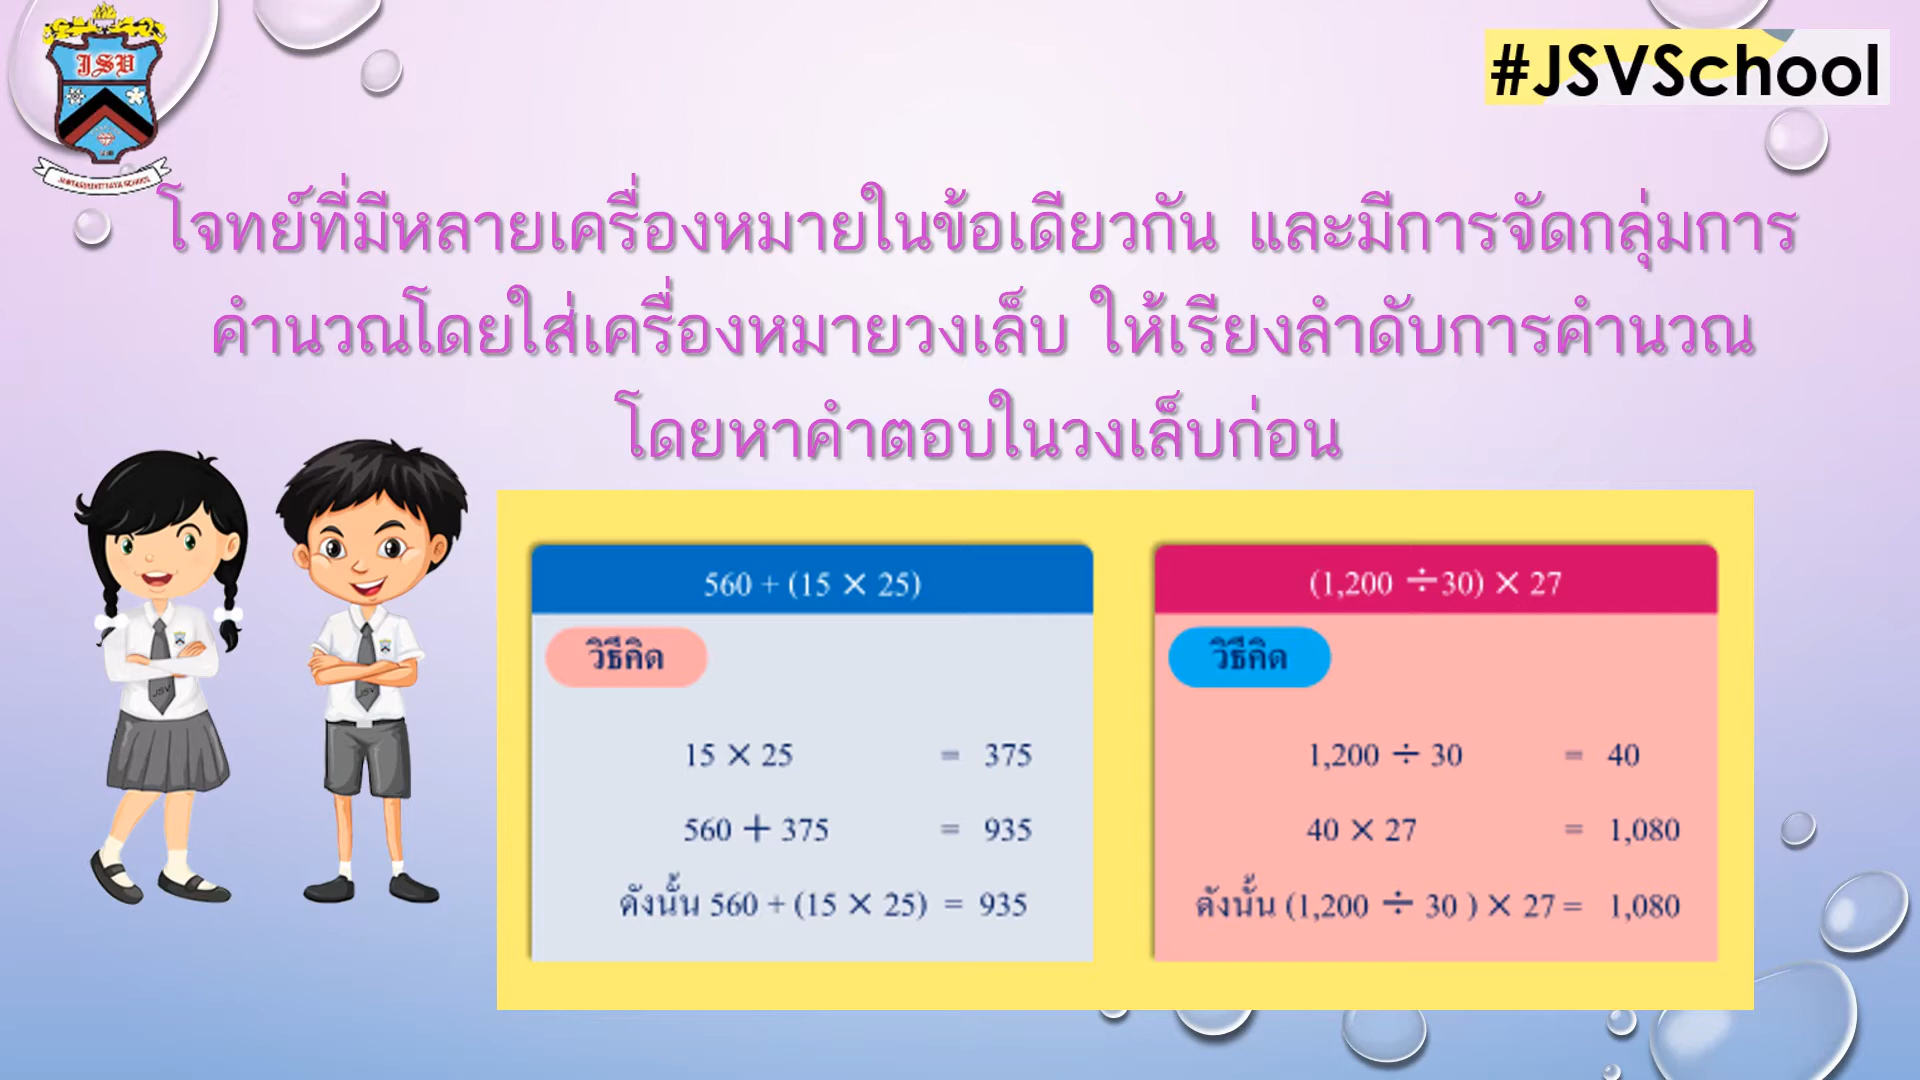 JSV
#JSVSchool
โจทย์ที่มีหลายเครื่องหมายในข้อเดียวกัน และมีการจัดกลุ่มการ
คำนวณโดยใส่เครื่องหมายวงเล็บ ให้เรียงลำดับการคำนวณ
โดยหาคำตอบในวงเล็บก่อน
560 + (15 × 25)
วิธีคิด
15 × 25 = 375
560 + 375 = 935
ดังนั้น 560 + (15 × 25) = 935
(1,200 ÷ 30) × 27
วิธีคิด
1,200 ÷ 30 = 40
40 × 27 = 1,080
ดังนั้น (1,200 ÷ 30 ) × 27 = 1,080
JSV
JSV